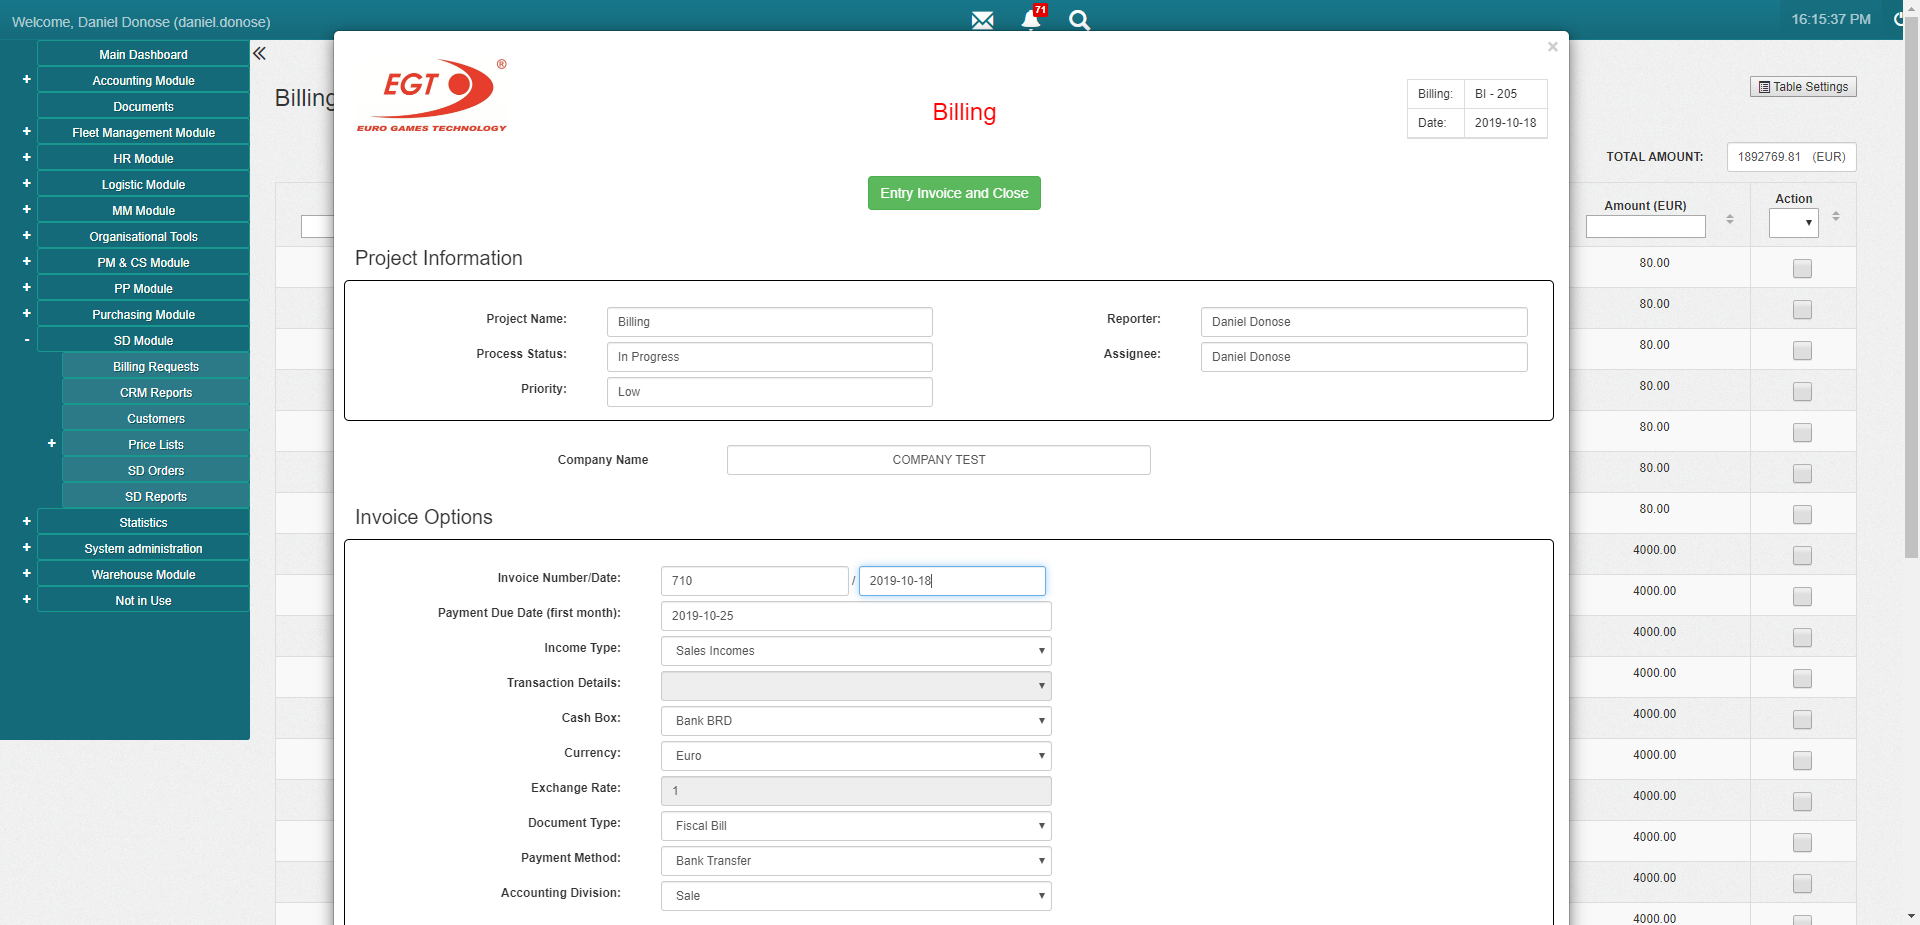 Welcome, Daniel Donose (daniel.donose)
71
16:15:37 PM
Main Dashboard
+ Accounting Module
Documents
+ Fleet Management Module
+ HR Module
+ Logistic Module
+ MM Module
+ Organisational Tools
+ PM & CS Module
+ PP Module
+ Purchasing Module
- SD Module
Billing Requests
CRM Reports
Customers
+ Price Lists
SD Orders
SD Reports
+ Statistics
+ System administration
+ Warehouse Module
+ Not in Use
Billing
Table Settings
TOTAL AMOUNT: 1892769.81 (EUR)
Amount (EUR)
Action
80.00
80.00
80.00
80.00
80.00
80.00
80.00
4000.00
4000.00
4000.00
4000.00
4000.00
4000.00
4000.00
4000.00
4000.00
4000.00
×
EGT ®
EURO GAMES TECHNOLOGY
Billing
Billing: BI - 205
Date: 2019-10-18
Entry Invoice and Close
Project Information
Project Name: Billing
Reporter: Daniel Donose
Process Status: In Progress
Assignee: Daniel Donose
Priority: Low
Company Name COMPANY TEST
Invoice Options
Invoice Number/Date: 710 / 2019-10-18
Payment Due Date (first month): 2019-10-25
Income Type: Sales Incomes
Transaction Details:
Cash Box: Bank BRD
Currency: Euro
Exchange Rate: 1
Document Type: Fiscal Bill
Payment Method: Bank Transfer
Accounting Division: Sale